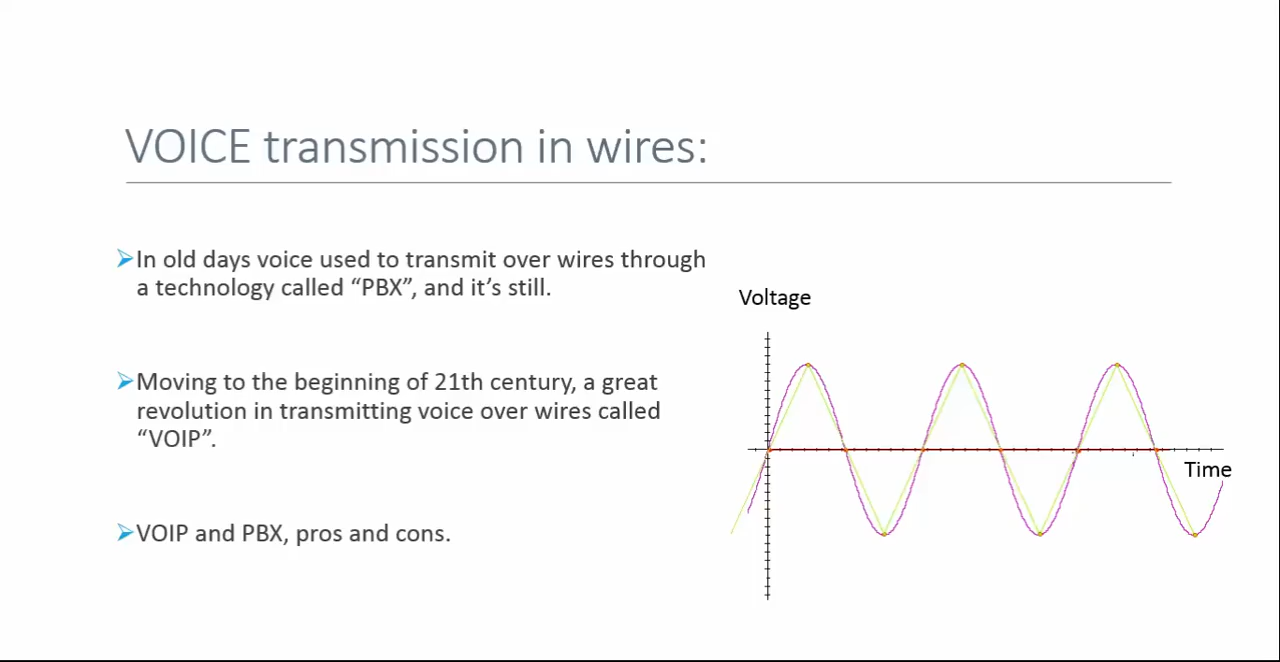 VOICE transmission in wires:
In old days voice used to transmit over wires through
a technology called “PBX”, and it’s still.
Voltage
Moving to the beginning of 21th century, a great
revolution in transmitting voice over wires called
“VOIP”.
Time
VOIP and PBX, pros and cons.